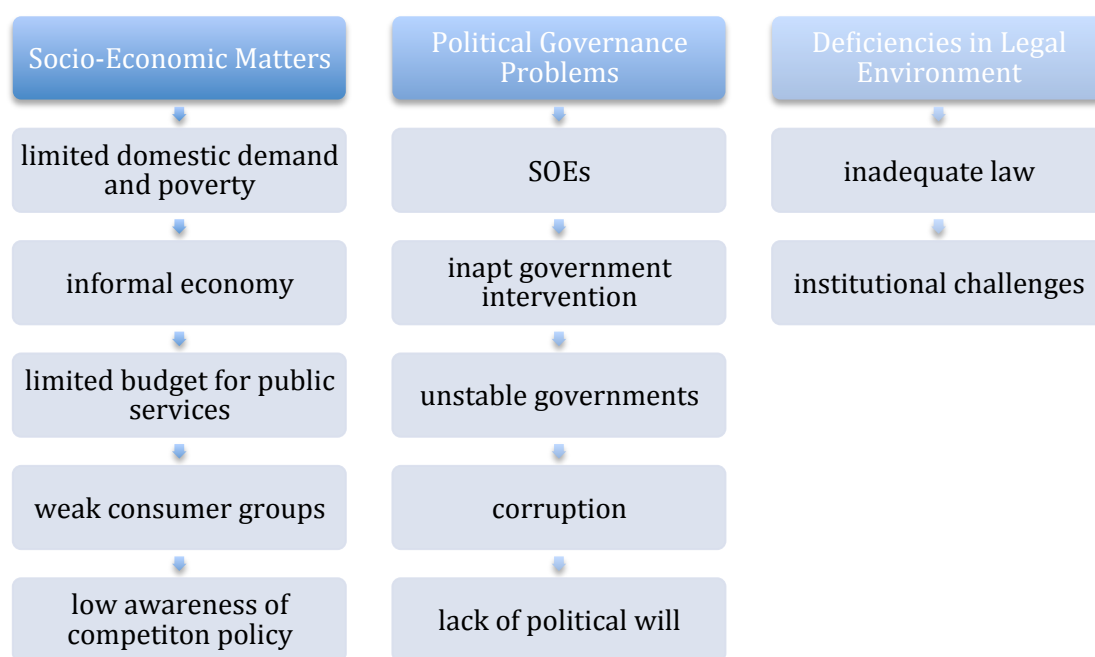 Socio-Economic Matters
limited domestic demand
and poverty
informal economy
limited budget for public
services
weak consumer groups
low awareness of
competiton policy
Political Governance
Problems
SOEs
inapt government
intervention
unstable governments
corruption
lack of political will
Deficiencies in Legal
Environment
inadequate law
institutional challenges